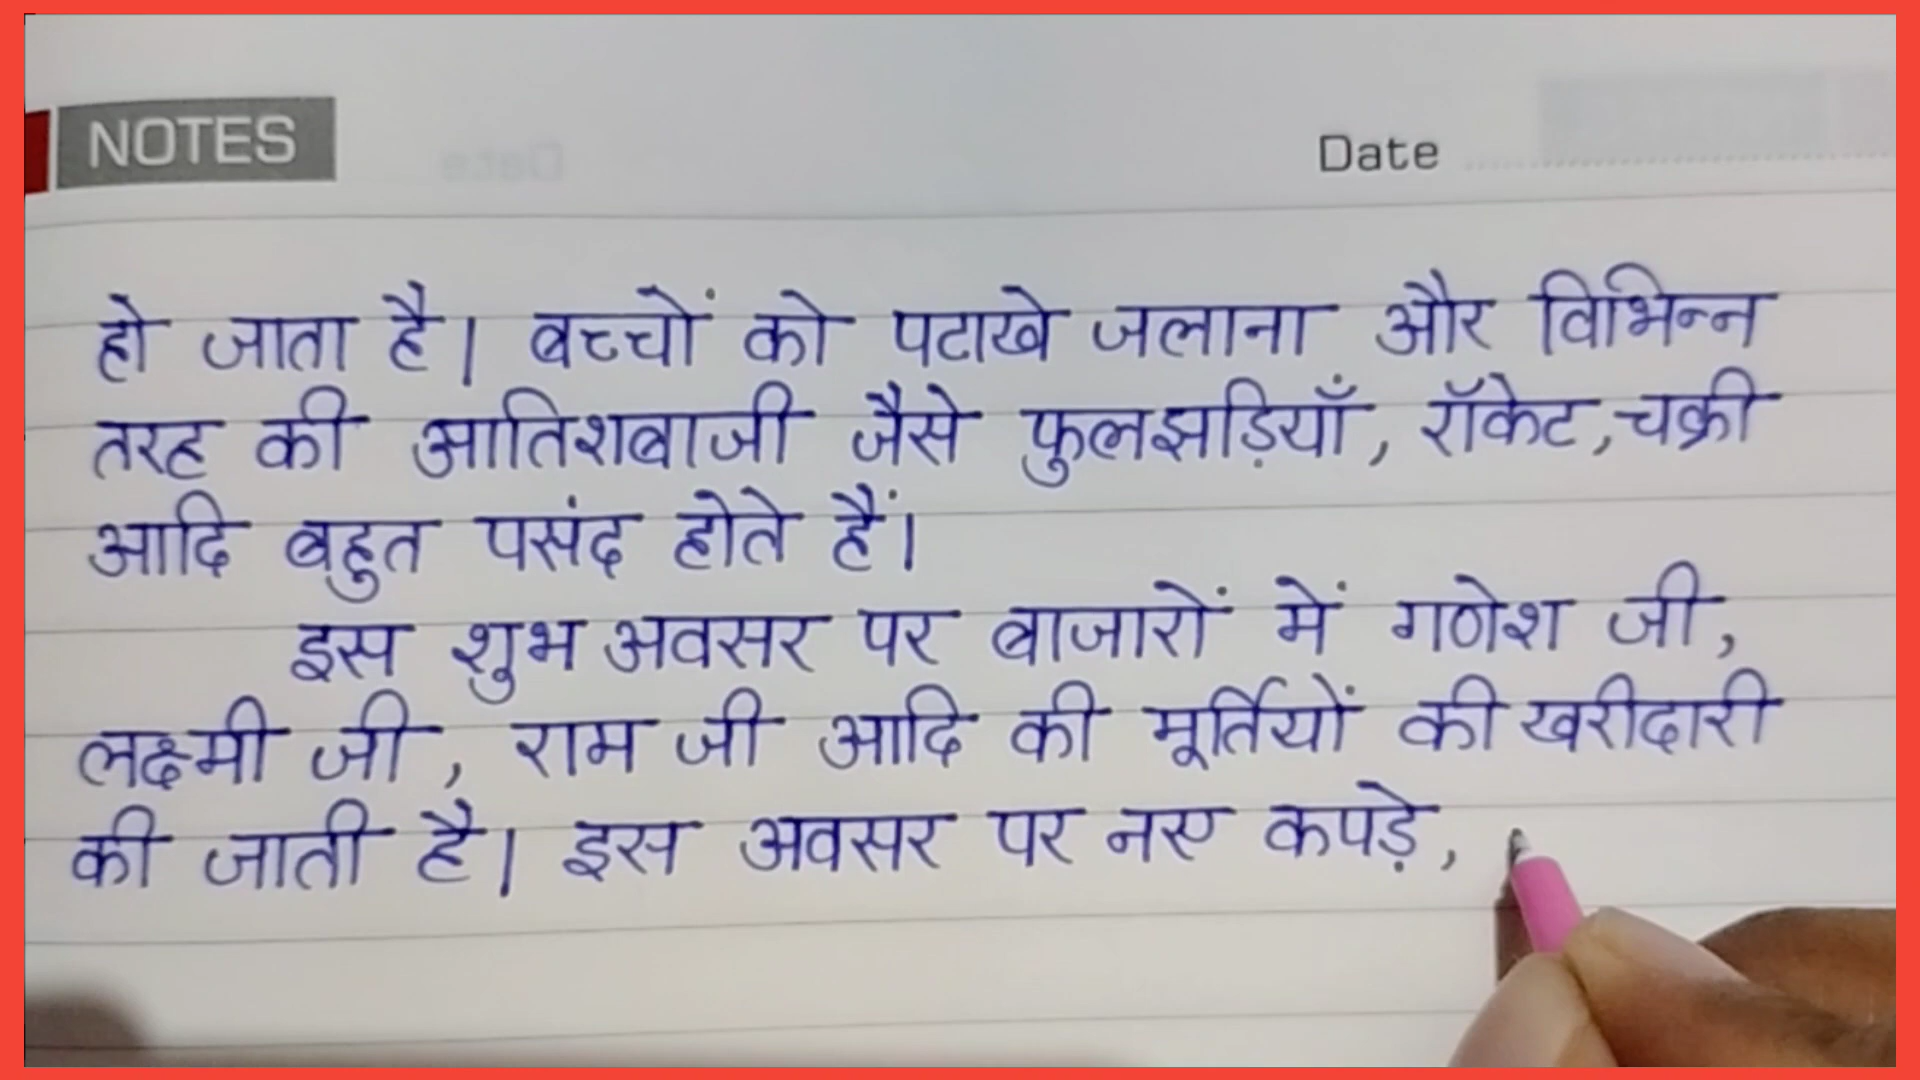 NOTES
Date
हो जाता है। बच्चों को पटाखे जलाना और विभिन्न
तरह की आतिशबाजी जैसे फुलझड़ियाँ, रॉकेट, चक्री
आदि बहुत पसंद होते हैं।
इस शुभ अवसर पर बाजारों में गणेश जी,
लक्ष्मी जी, राम जी आदि की मूर्तियों की खरीदारी
की जाती है। इस अवसर पर नए कपड़े,